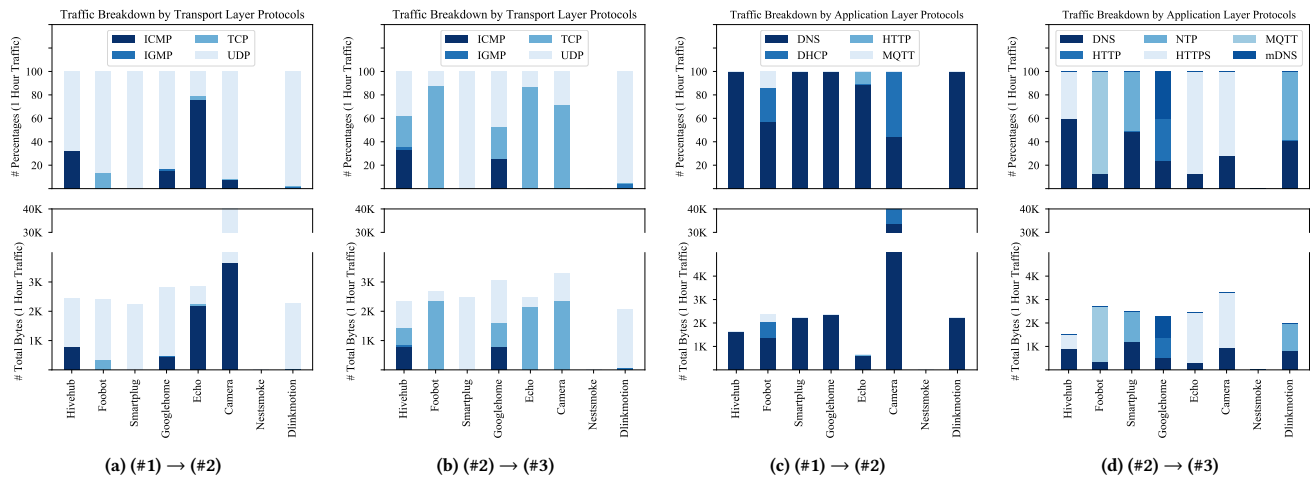 Traffic Breakdown by Transport Layer Protocols
ICMP TCP
IGMP UDP
# Percentages (1 Hour Traffic)
100
80
60
40
20
# Total Bytes (1 Hour Traffic)
40K
30K
3K
2K
1K
Hivehub
Foobot
Smartplug
Googlehome
Echo
Camera
Nestsmoke
Dlinkmotion
(a) (#1) → (#2)
Traffic Breakdown by Transport Layer Protocols
ICMP TCP
IGMP UDP
# Percentages (1 Hour Traffic)
100
80
60
40
20
# Total Bytes (1 Hour Traffic)
40K
30K
3K
2K
1K
Hivehub
Foobot
Smartplug
Googlehome
Echo
Camera
Nestsmoke
Dlinkmotion
(b) (#2) → (#3)
Traffic Breakdown by Application Layer Protocols
DNS HTTP
DHCP MQTT
# Percentages (1 Hour Traffic)
100
80
60
40
20
# Total Bytes (1 Hour Traffic)
40K
30K
4K
3K
2K
1K
Hivehub
Foobot
Smartplug
Googlehome
Echo
Camera
Nestsmoke
Dlinkmotion
(c) (#1) → (#2)
Traffic Breakdown by Application Layer Protocols
DNS NTP MQTT
HTTP HTTPS mDNS
# Percentages (1 Hour Traffic)
100
80
60
40
20
# Total Bytes (1 Hour Traffic)
40K
30K
4K
3K
2K
1K
Hivehub
Foobot
Smartplug
Googlehome
Echo
Camera
Nestsmoke
Dlinkmotion
(d) (#2) → (#3)